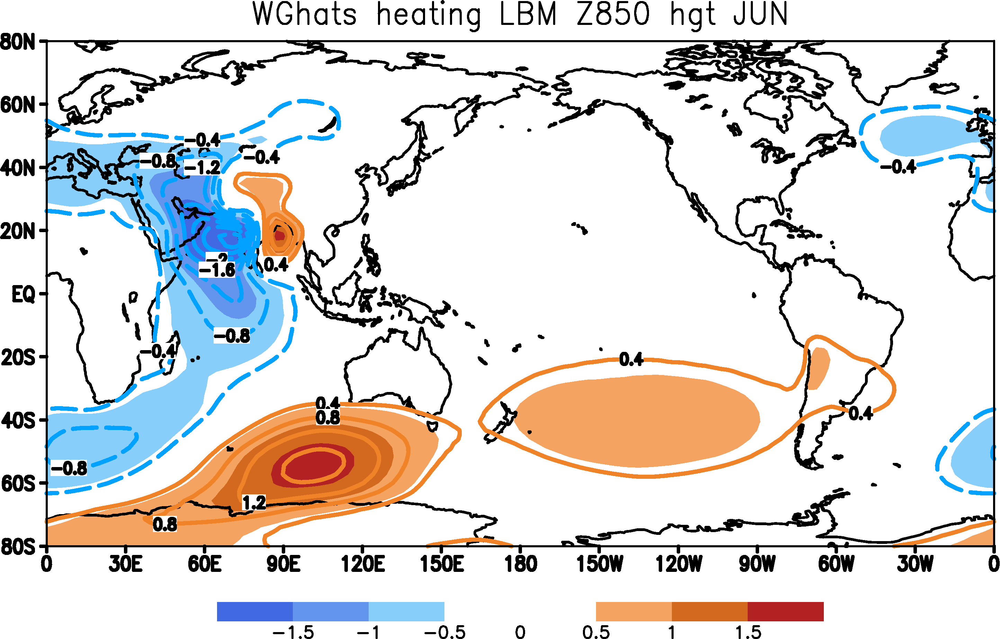 WGhats heating LBM Z850 hgt JUN
80N
60N
40N
20N
EQ
20S
40S
60S
80S
-0.4
-0.8
-0.4
-1.2
-0.4
-2
-1.6
0.4
-0.8
-0.4
0.4
0.4
0.8
0.4
-0.8
1.2
0.8
0 30E 60E 90E 120E 150E 180 150W 120W 90W 60W 30W 0
-1.5 -1 -0.5 0 0.5 1 1.5